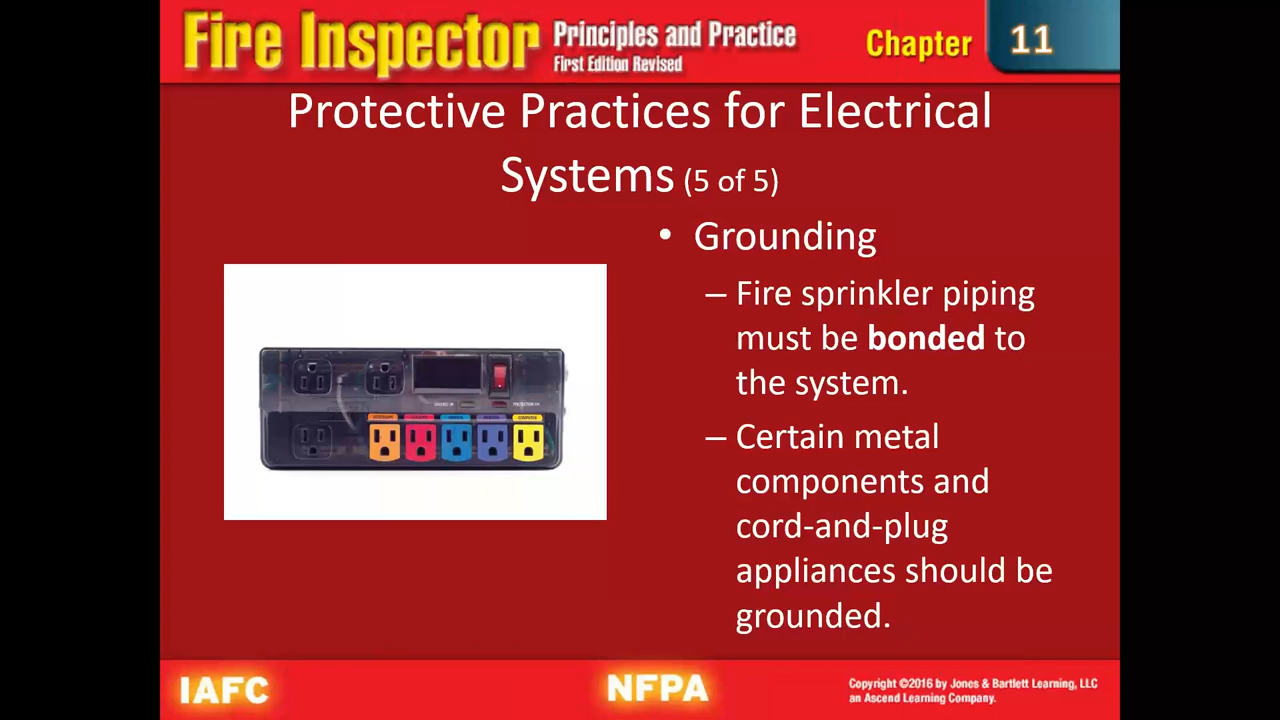 Fire Inspector
Principles and Practice
First Edition Revised
Chapter 11
Protective Practices for Electrical
Systems (5 of 5)
• Grounding
– Fire sprinkler piping
must be bonded to
the system.
– Certain metal
components and
cord-and-plug
appliances should be
grounded.
IAFC
NFPA
Copyright ©2016 by Jones & Bartlett Learning, LLC
an Ascend Learning Company.